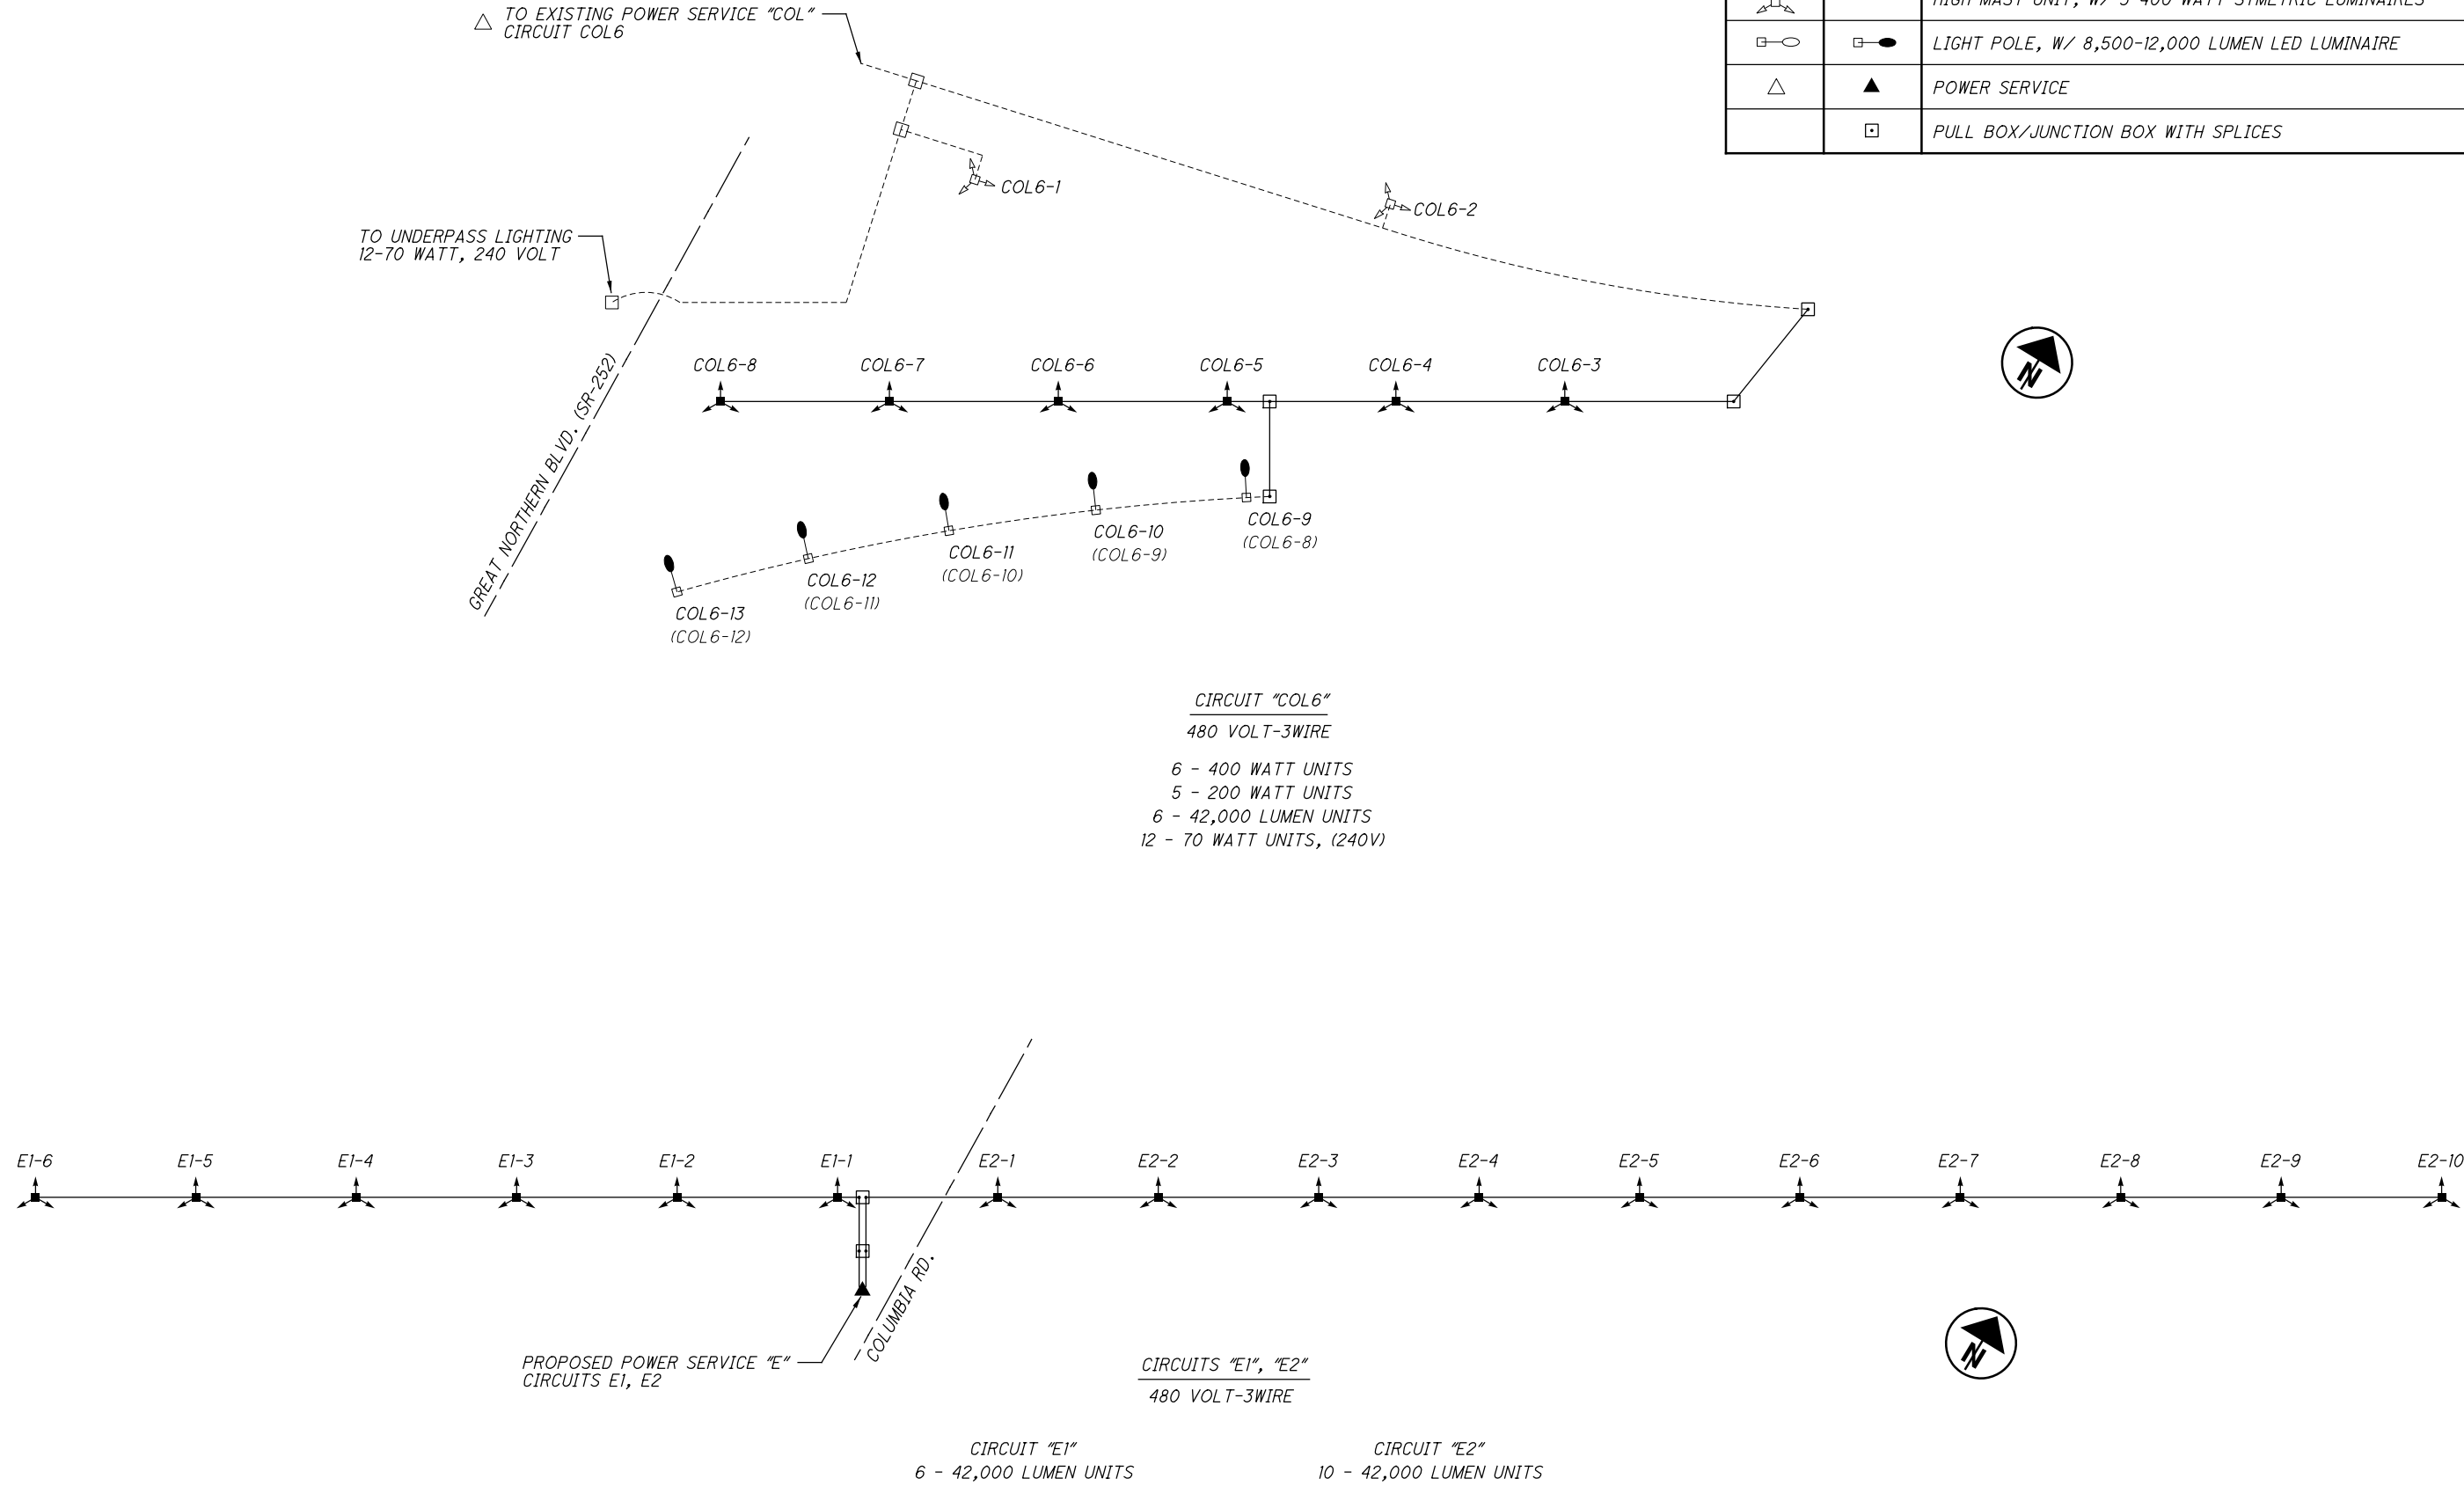 TO EXISTING POWER SERVICE "COL"
CIRCUIT COL6
LIGHT POLE, W/ 8,500-12,000 LUMEN LED LUMINAIRE
POWER SERVICE
PULL BOX/JUNCTION BOX WITH SPLICES
COL6-1
COL6-2
TO UNDERPASS LIGHTING
12-70 WATT, 240 VOLT
GREAT NORTHERN BLVD. (SR-252)
COL6-8
COL6-7
COL6-6
COL6-5
COL6-4
COL6-3
N
COL6-9
(COL6-8)
COL6-10
(COL6-9)
COL6-11
(COL6-10)
COL6-12
(COL6-11)
COL6-13
(COL6-12)
CIRCUIT "COL6"
480 VOLT-3WIRE
6 - 400 WATT UNITS
5 - 200 WATT UNITS
6 - 42,000 LUMEN UNITS
12 - 70 WATT UNITS, (240V)
E1-6
E1-5
E1-4
E1-3
E1-2
E1-1
E2-1
E2-2
E2-3
E2-4
E2-5
E2-6
E2-7
E2-8
E2-9
E2-10
COLUMBIA RD.
PROPOSED POWER SERVICE "E"
CIRCUITS E1, E2
N
CIRCUITS "E1", "E2"
480 VOLT-3WIRE
CIRCUIT "E1"
6 - 42,000 LUMEN UNITS
CIRCUIT "E2"
10 - 42,000 LUMEN UNITS